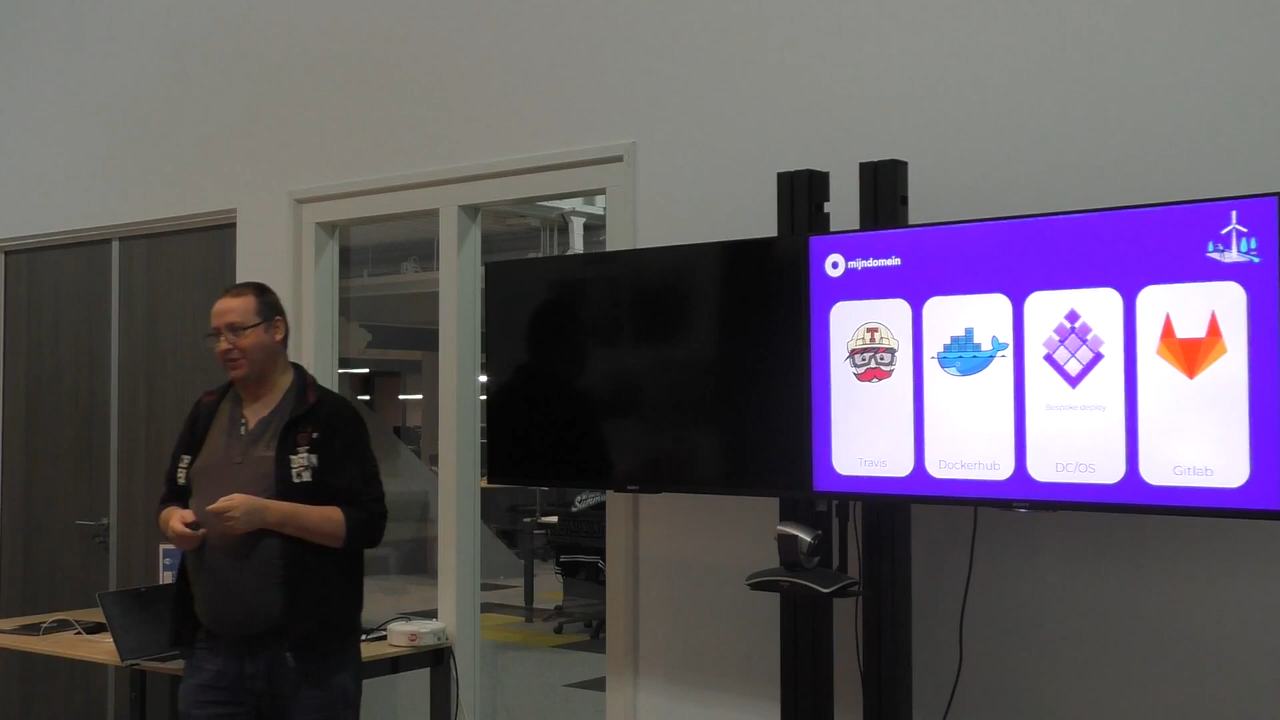 mijndomein
T
Bespoke deploy
Travis
Dockerhub
DC/OS
Gitlab